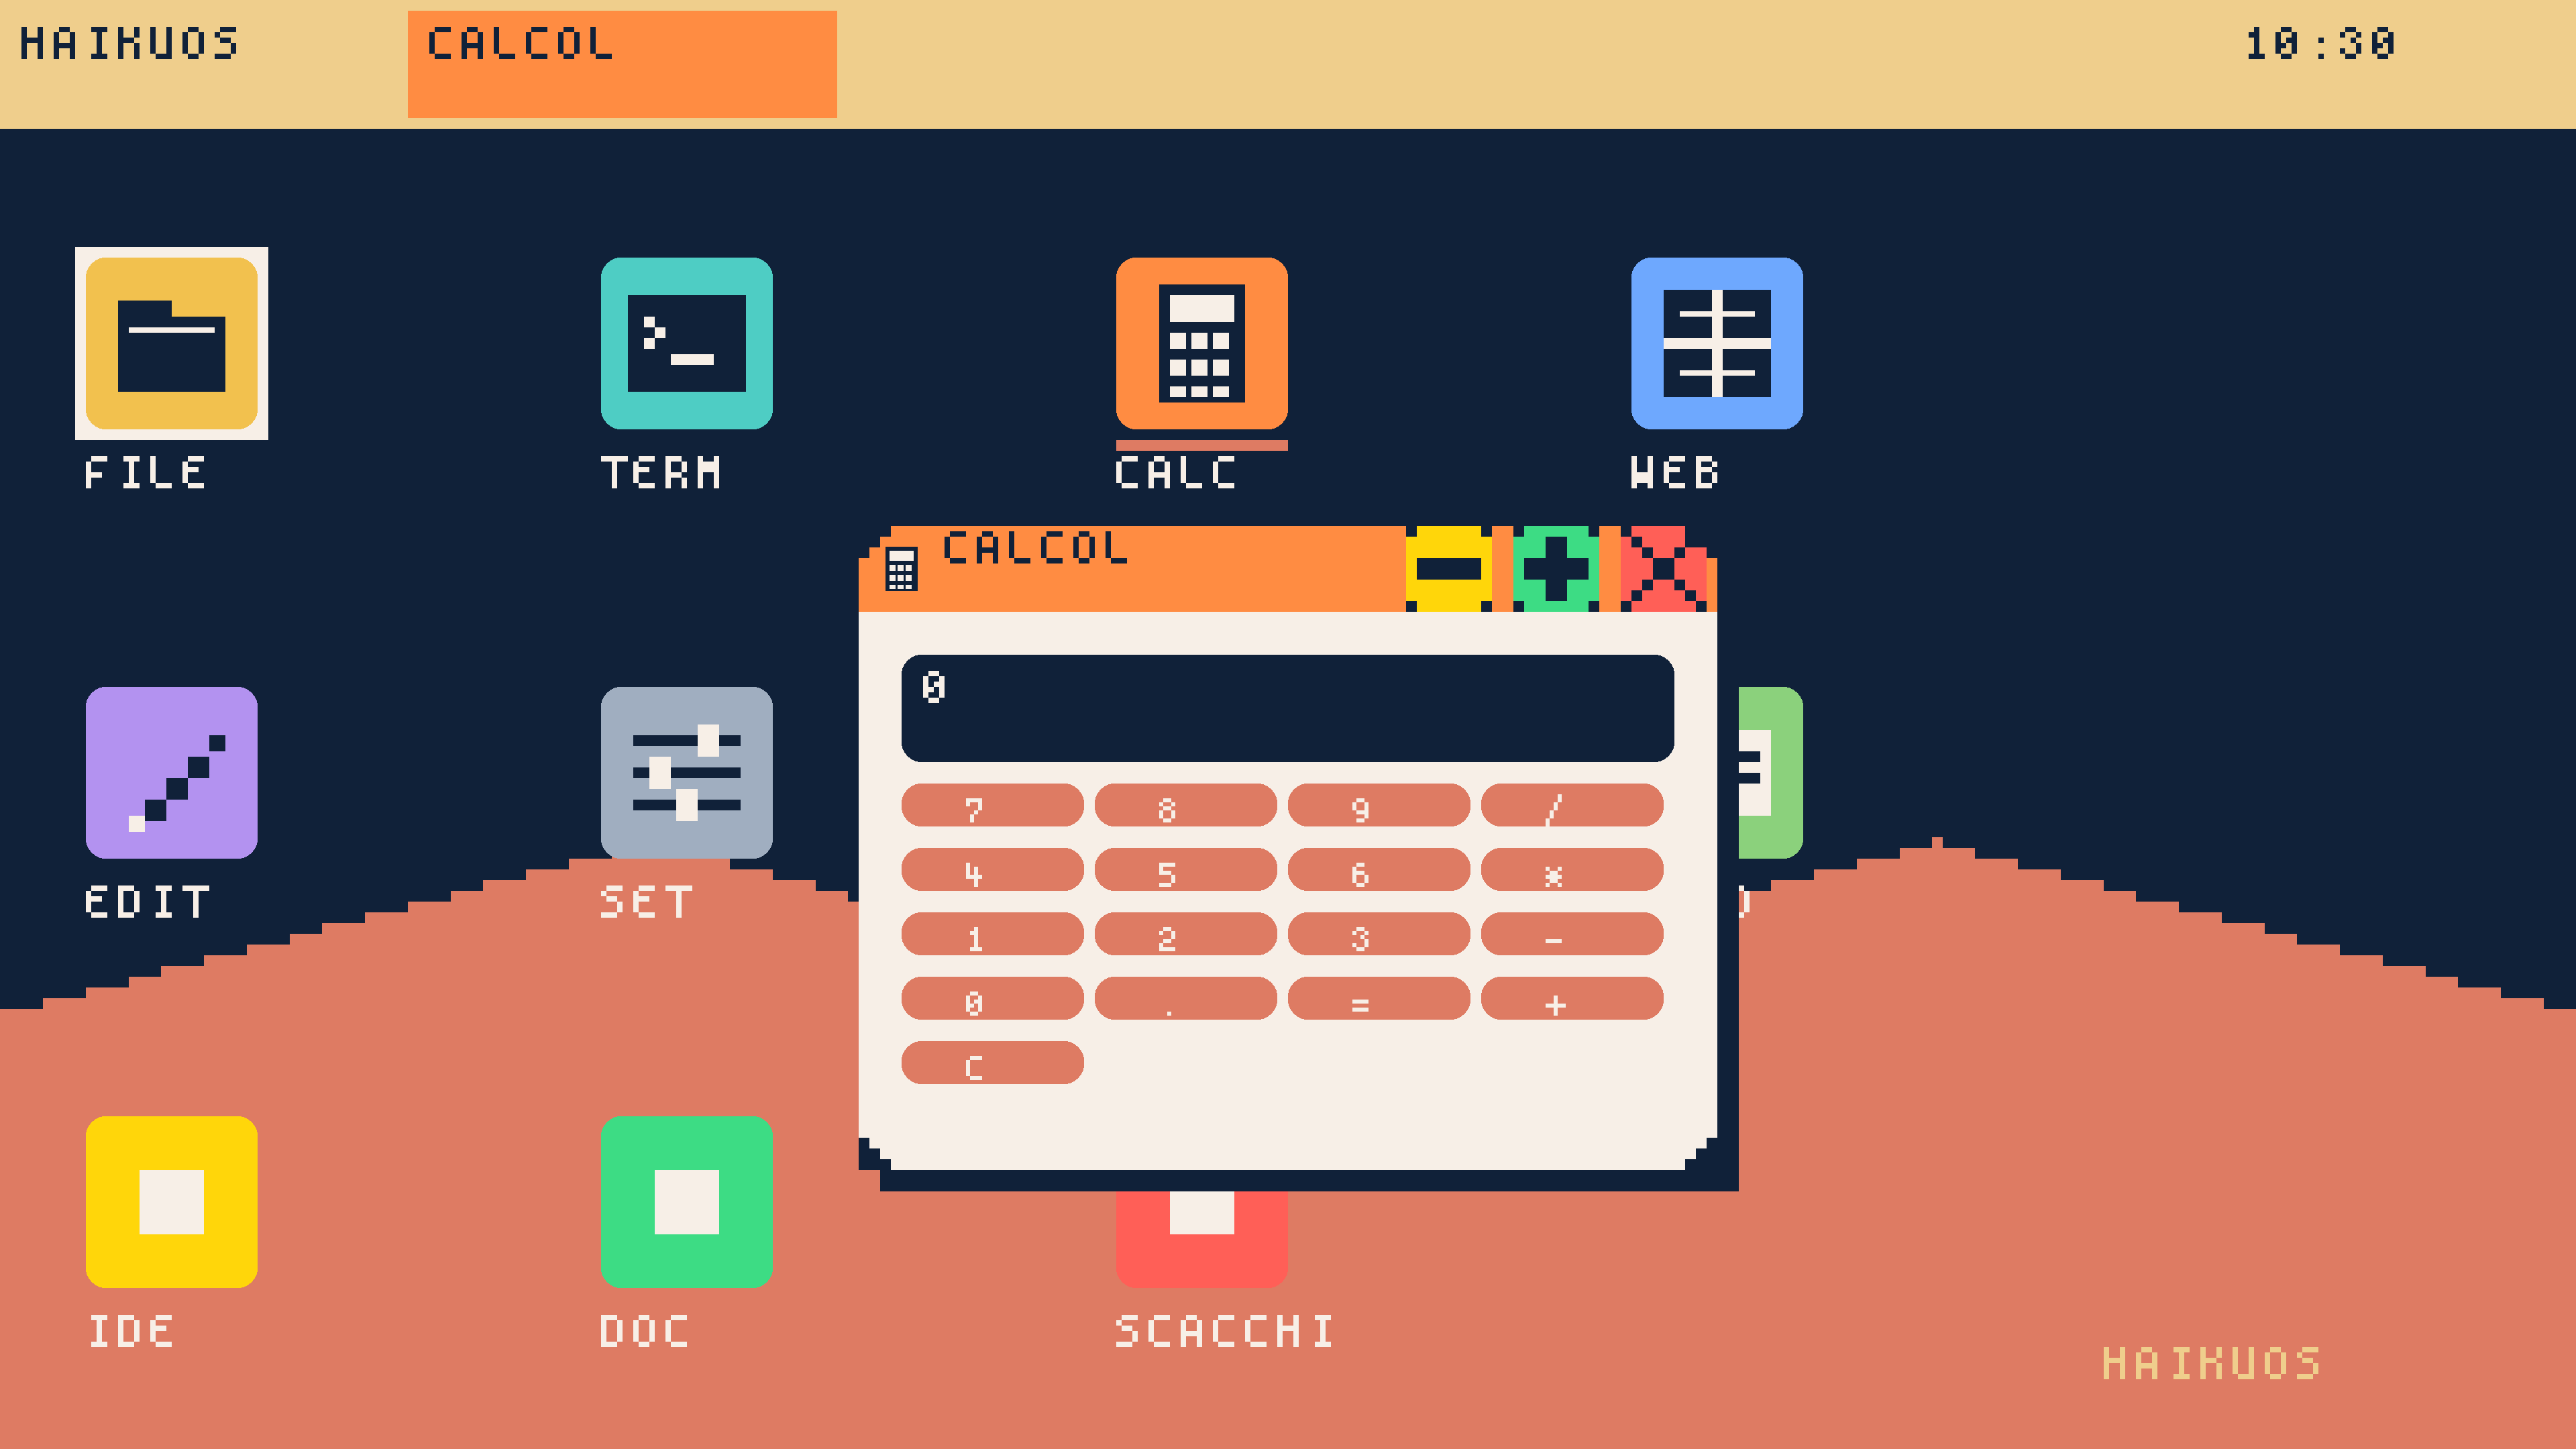 HAIKUOS CALCOL 10:30
FILE TERM CALC WEB
CALCOL
0
7 8 9 /
4 5 6 *
1 2 3 -
0 . = +
C
EDIT SET
IDE DOC SCACCHI
HAIKUOS